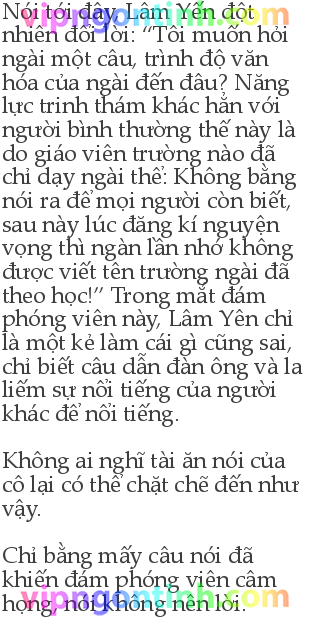 Nói tới đây, Lâm Yên đột
nhiên đổi lời: “Tôi muốn hỏi
ngài một câu, trình độ văn
hóa của ngài đến đâu? Năng
lực trinh thám khác hẳn với
người bình thường thế này là
do giáo viên trường nào đã
chỉ dạy ngài thế: Không bằng
nói ra để mọi người còn biết,
sau này lúc đăng kí nguyện
vọng thì ngàn lần nhớ không
được viết tên trường ngài đã
theo học!” Trong mắt đám
phóng viên này, Lâm Yên chỉ
là một kẻ làm cái gì cũng sai,
chỉ biết câu dẫn đàn ông và la
liếm sự nổi tiếng của người
khác để nổi tiếng.
Không ai nghĩ tài ăn nói của
cô lại có thể chặt chẽ đến như
vậy.
Chỉ bằng mấy câu nói đã
khiến đám phóng viên câm
họng, nói không nên lời.
vipngontinh.com
vipngontinh.com